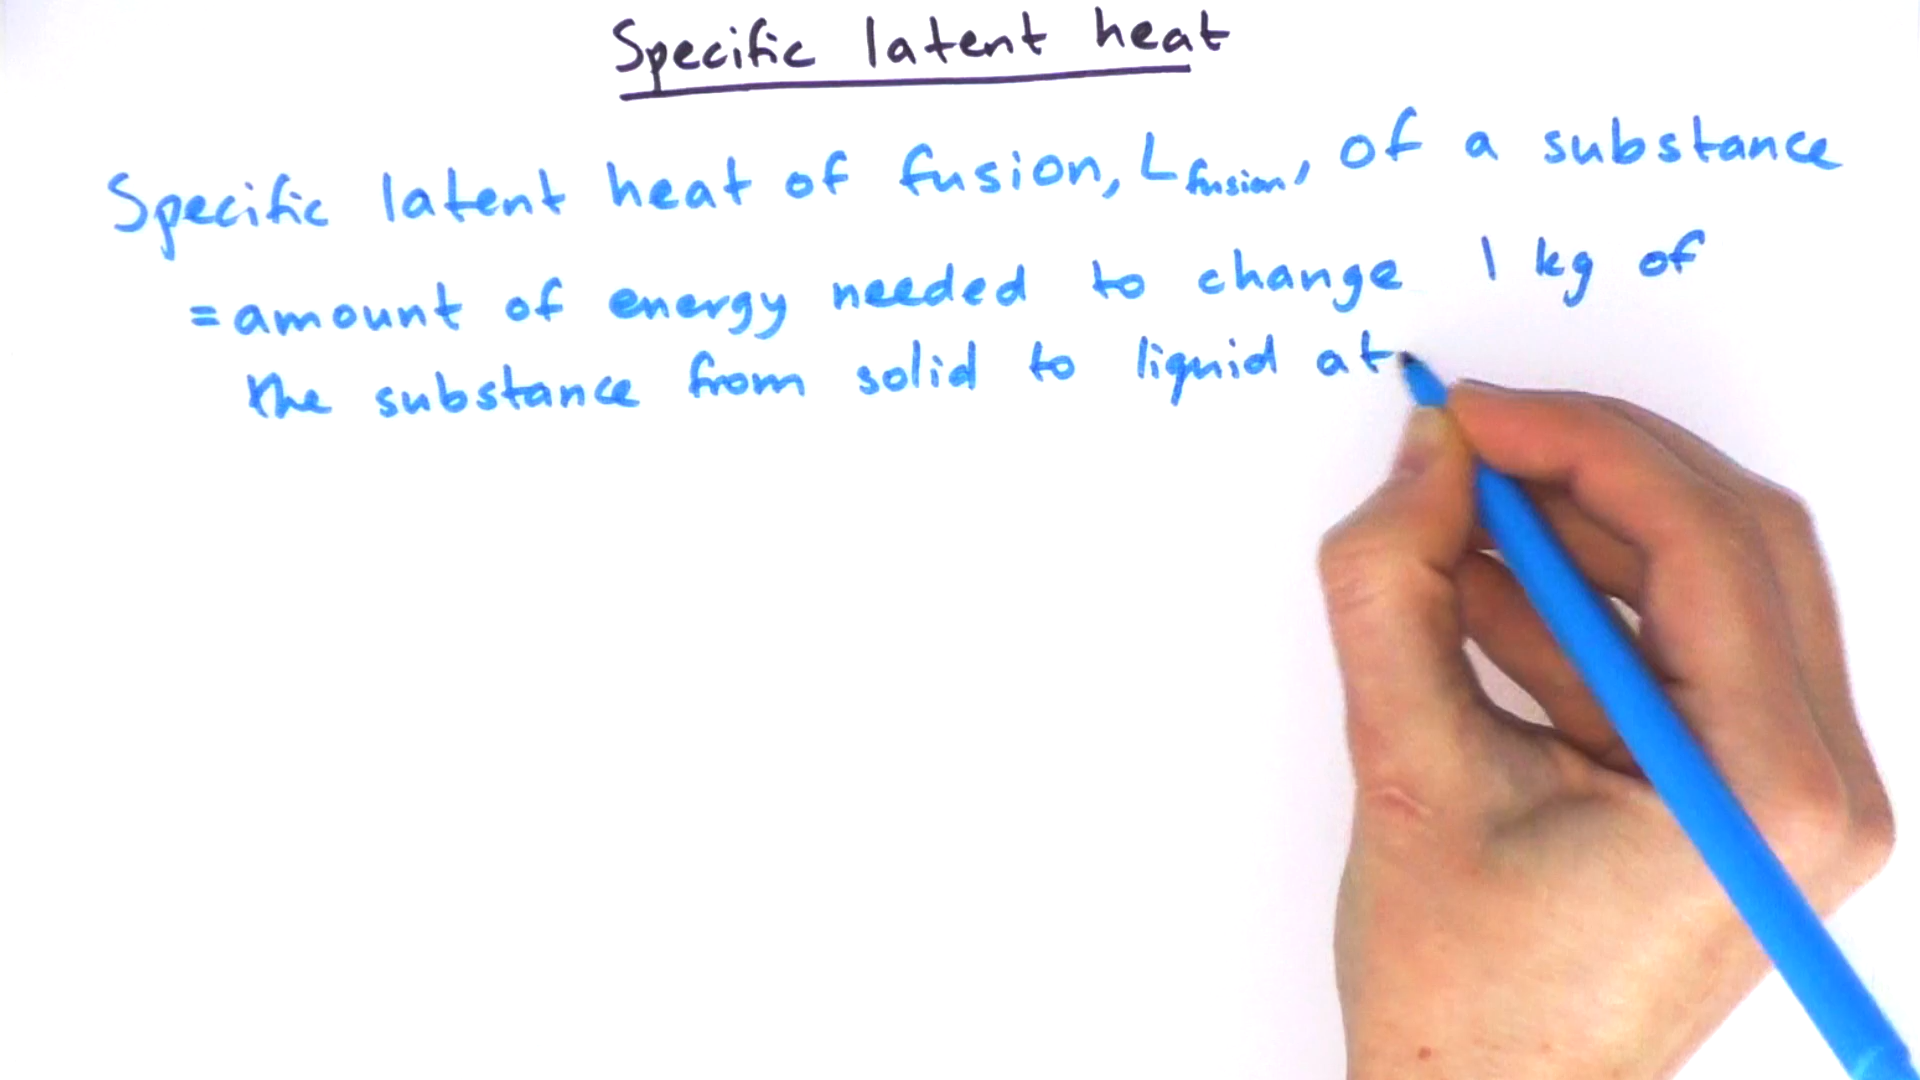 Specific latent heat
Specific latent heat of fusion, Lfusion, of a substance
= amount of energy needed to change 1 kg of
the substance from solid to liquid at